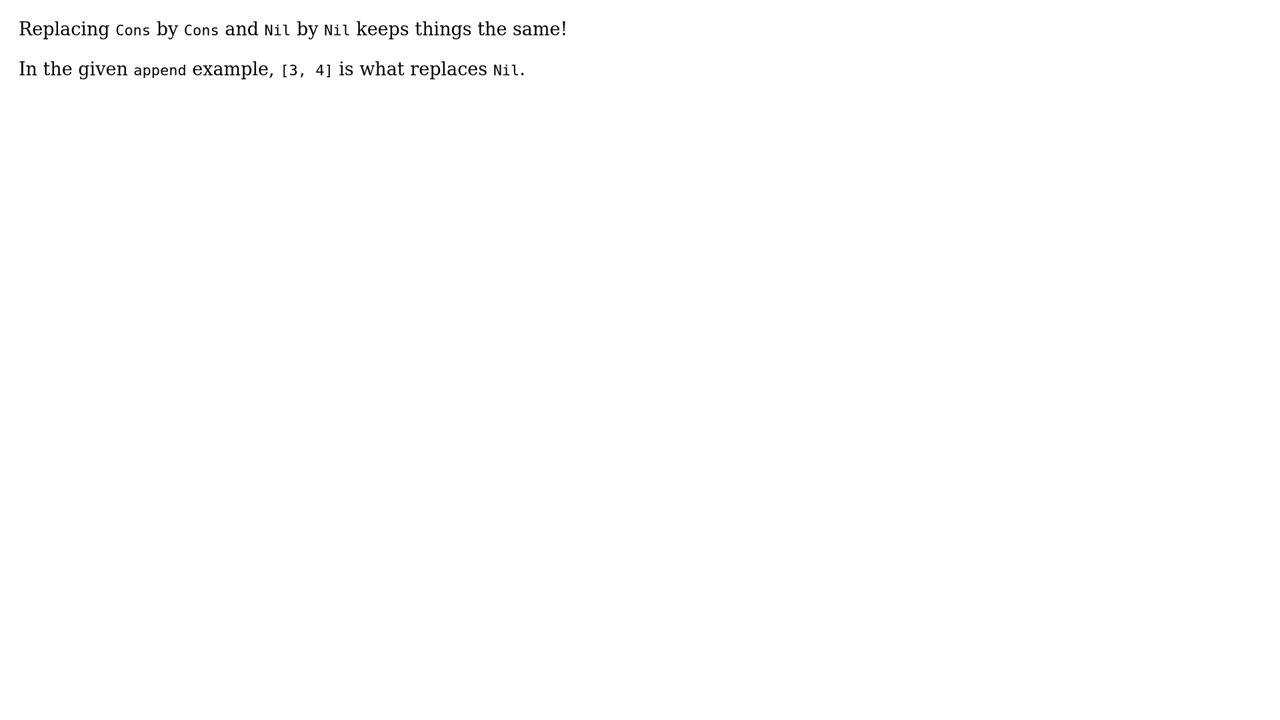 Replacing Cons by Cons and Nil by Nil keeps things the same!
In the given append example, [3, 4] is what replaces Nil.